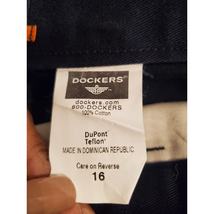 DOCKERS®
dockers.com
800-DOCKERS
100% Cotton
DuPont
Teflon®
MADE IN DOMINICAN REPUBLIC
Care on Reverse
16